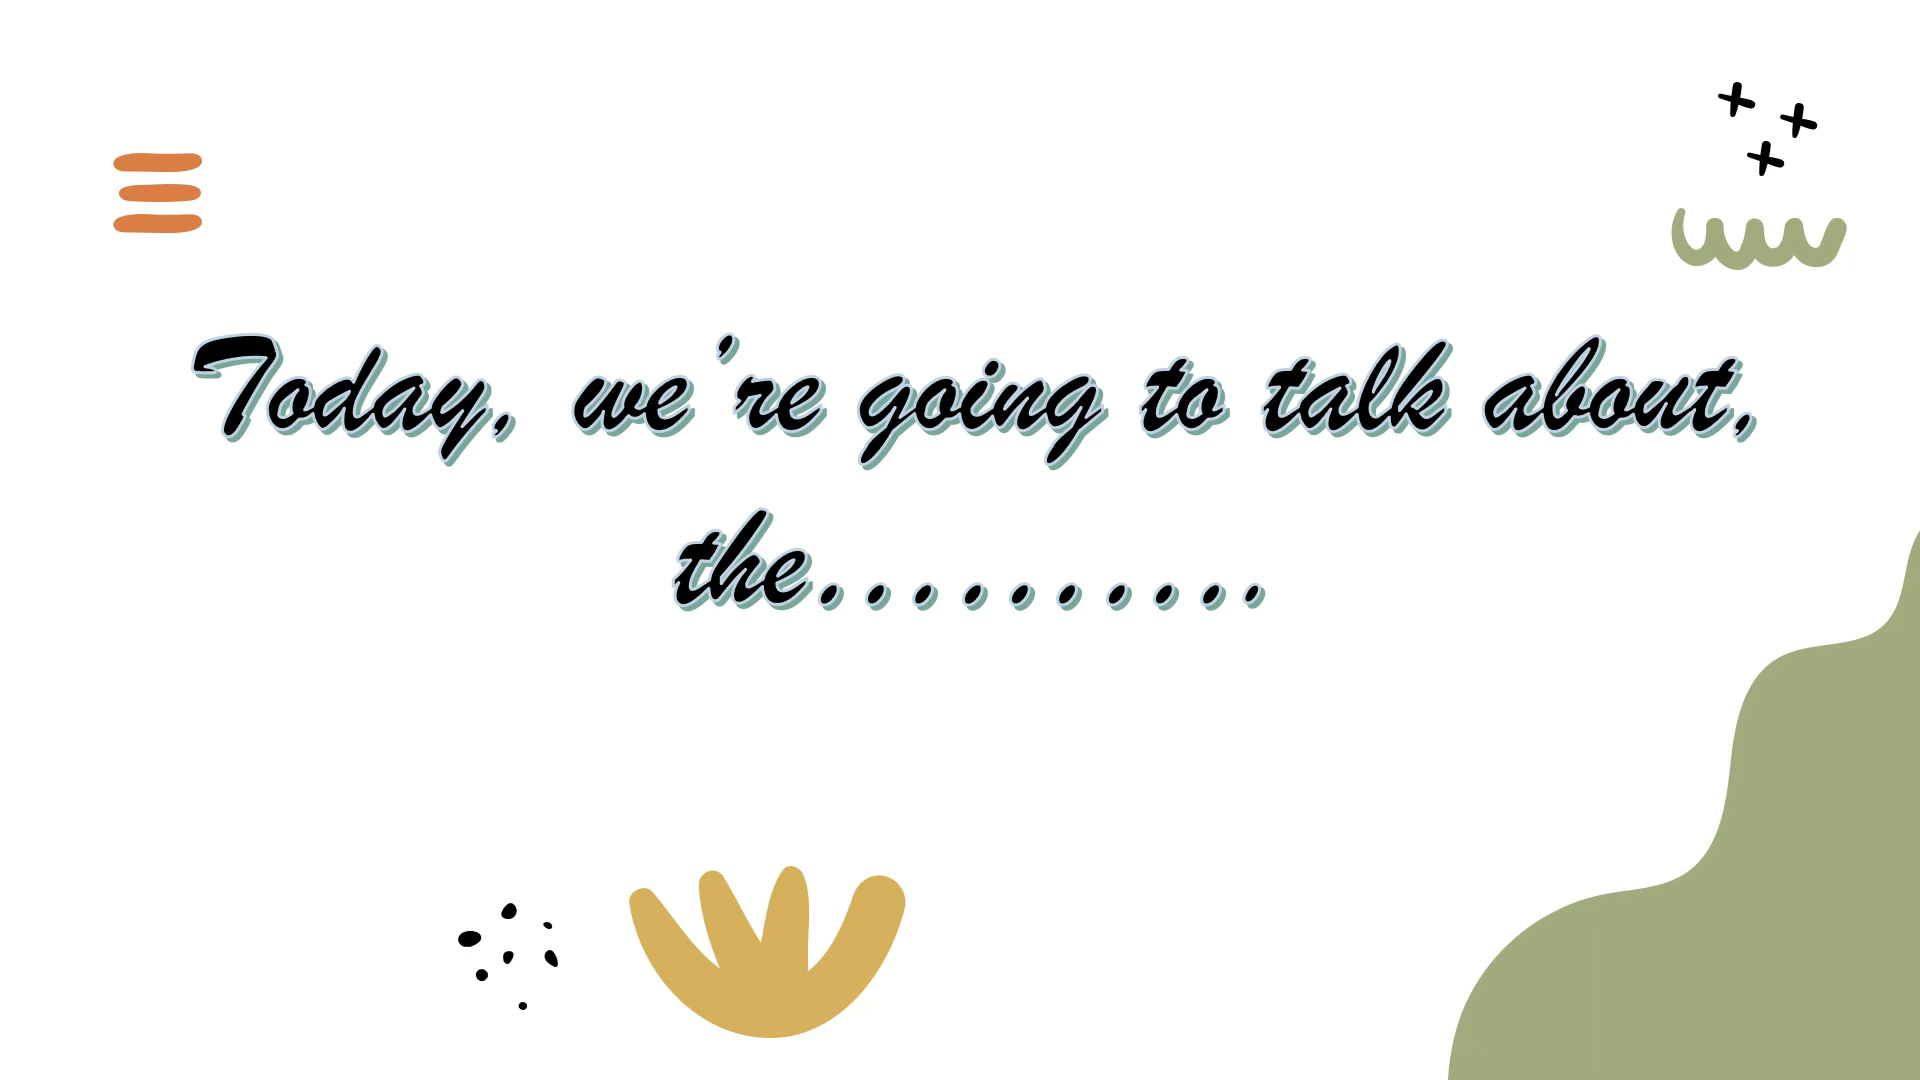 Today, we're going to talk about,
the..........